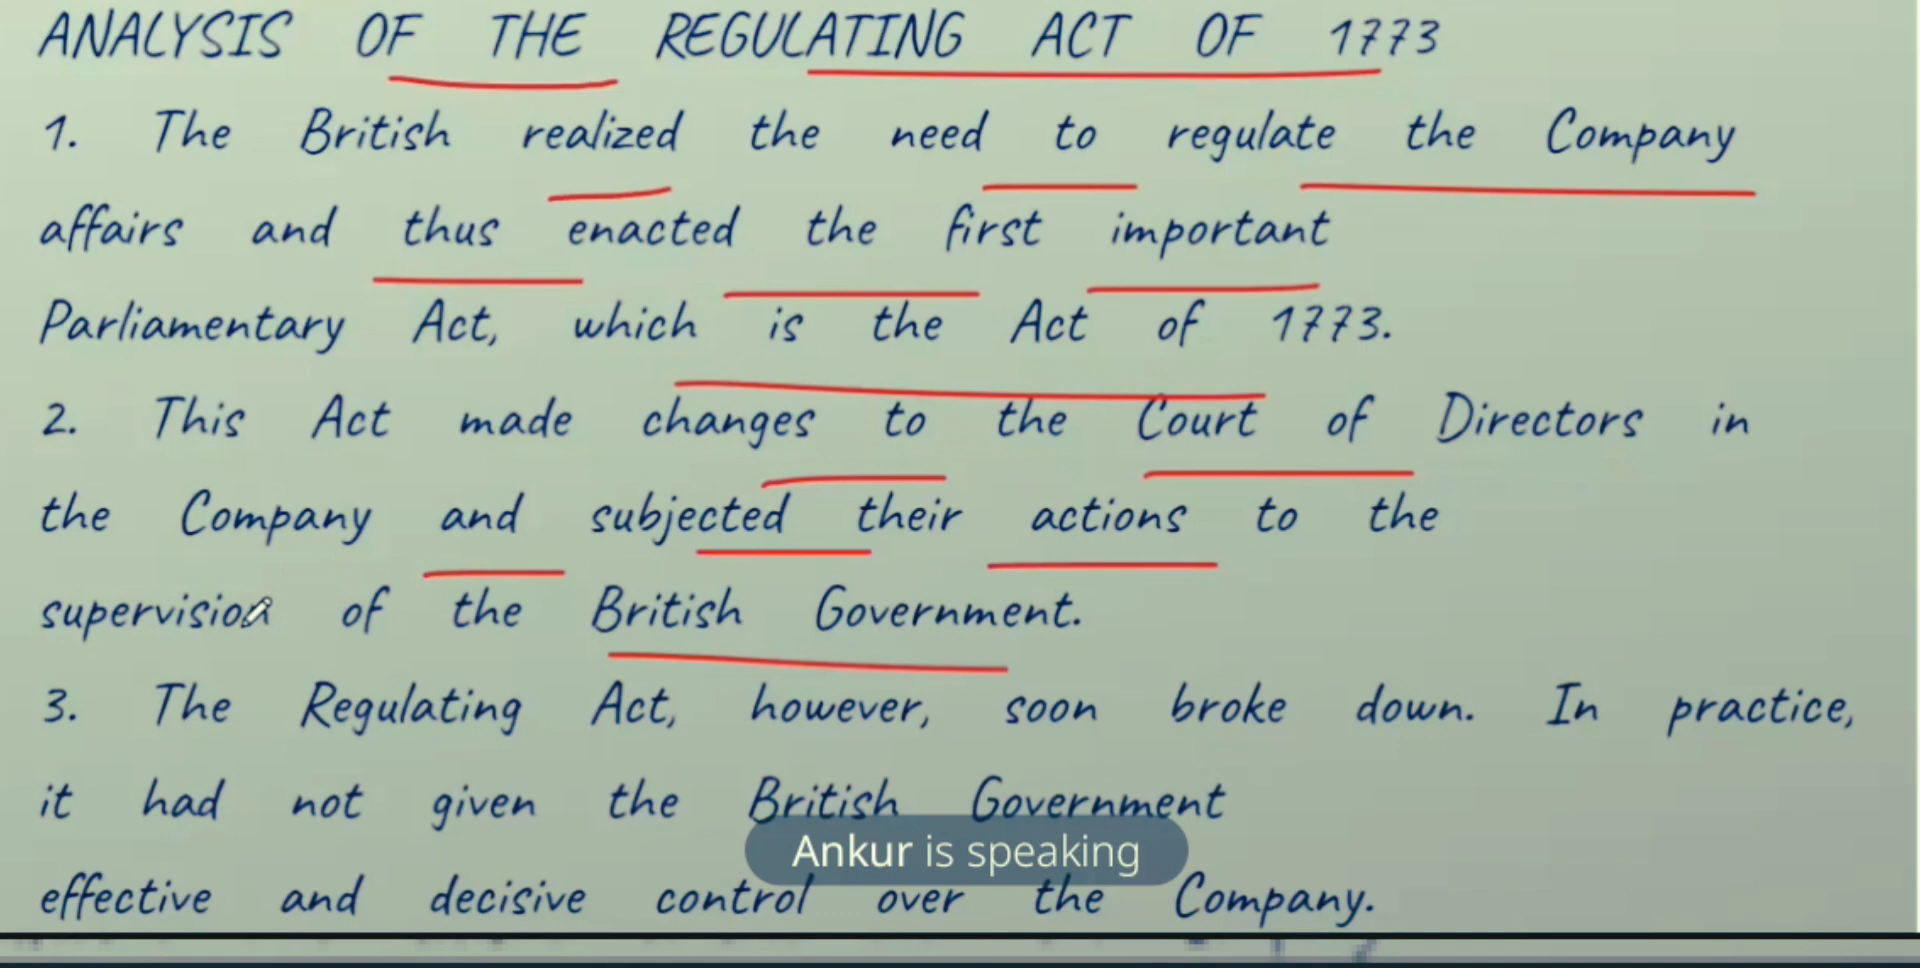 ANALYSIS OF THE REGULATING ACT OF 1773
1. The British realized the need to regulate the Company
affairs and thus enacted the first important
Parliamentary Act, which is the Act of 1773.
2. This Act made changes to the Court of Directors in
the Company and subjected their actions to the
supervision of the British Government.
3. The Regulating Act, however, soon broke down. In practice,
it had not given the British Government
Ankur is speaking
effective and decisive control over the Company.